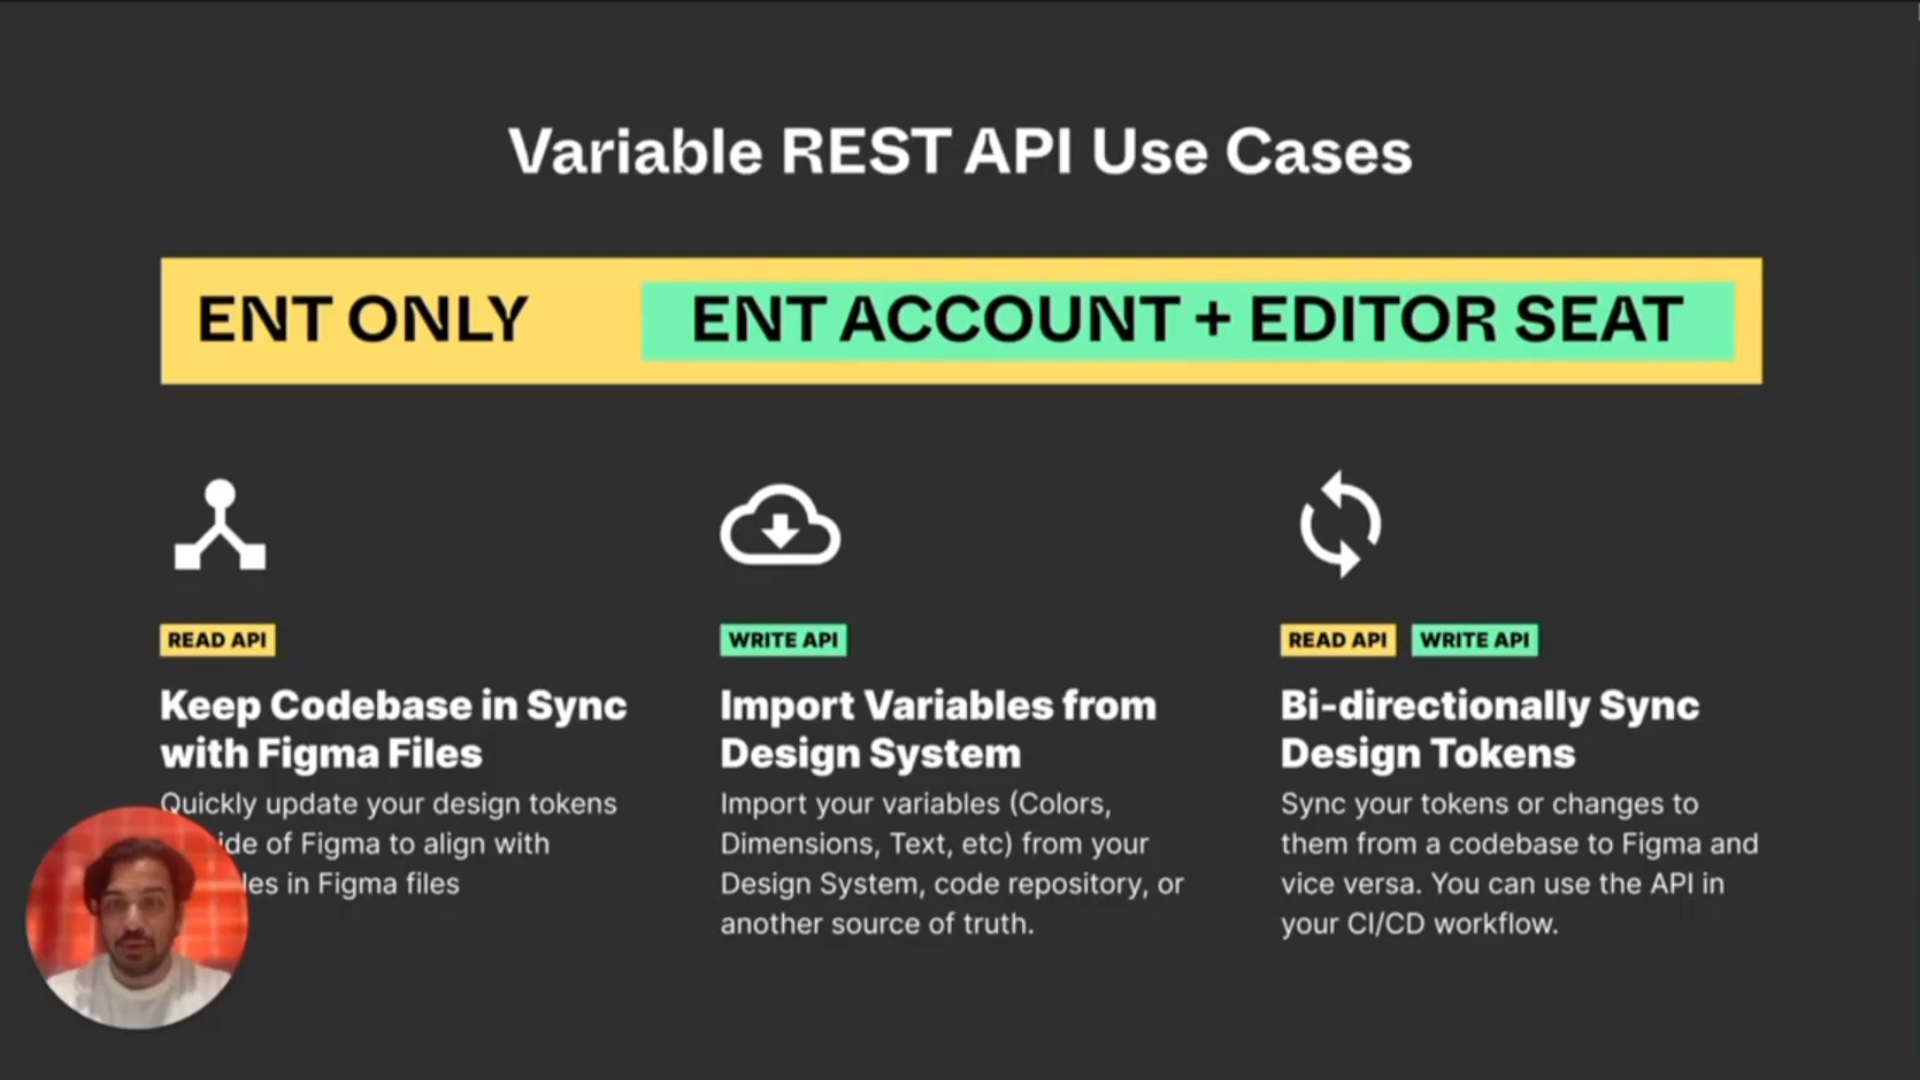 Variable REST API Use Cases
ENT ONLY
ENT ACCOUNT + EDITOR SEAT
READ API
Keep Codebase in Sync
with Figma Files
Quickly update your design tokens
of Figma to align with
in Figma files
WRITE API
Import Variables from
Design System
Import your variables (Colors,
Dimensions, Text, etc) from your
Design System, code repository, or
another source of truth.
READ API WRITE API
Bi-directionally Sync
Design Tokens
Sync your tokens or changes to
them from a codebase to Figma and
vice versa. You can use the API in
your CI/CD workflow.